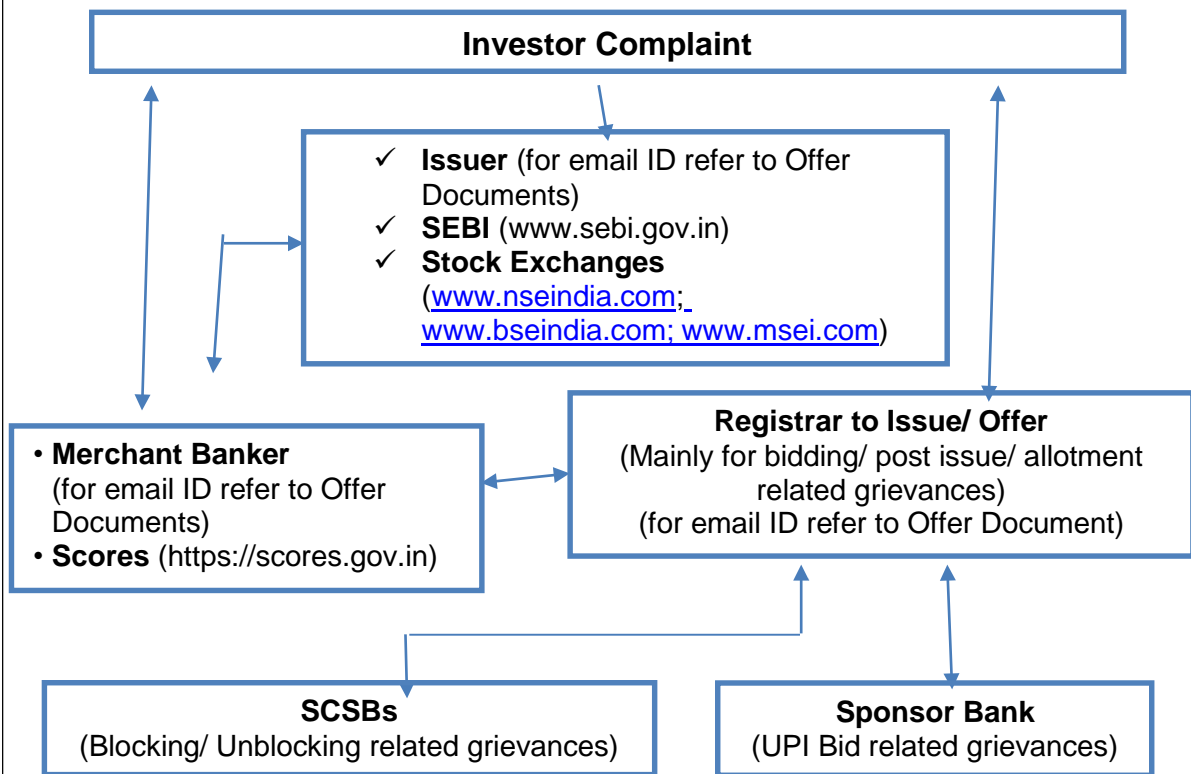 Investor Complaint
✓ Issuer (for email ID refer to Offer
Documents)
✓ SEBI (www.sebi.gov.in)
✓ Stock Exchanges
(www.nseindia.com;
www.bseindia.com; www.msei.com)
• Merchant Banker
(for email ID refer to Offer
Documents)
• Scores (https://scores.gov.in)
Registrar to Issue/ Offer
(Mainly for bidding/ post issue/ allotment
related grievances)
(for email ID refer to Offer Document)
SCSBs
(Blocking/ Unblocking related grievances)
Sponsor Bank
(UPI Bid related grievances)